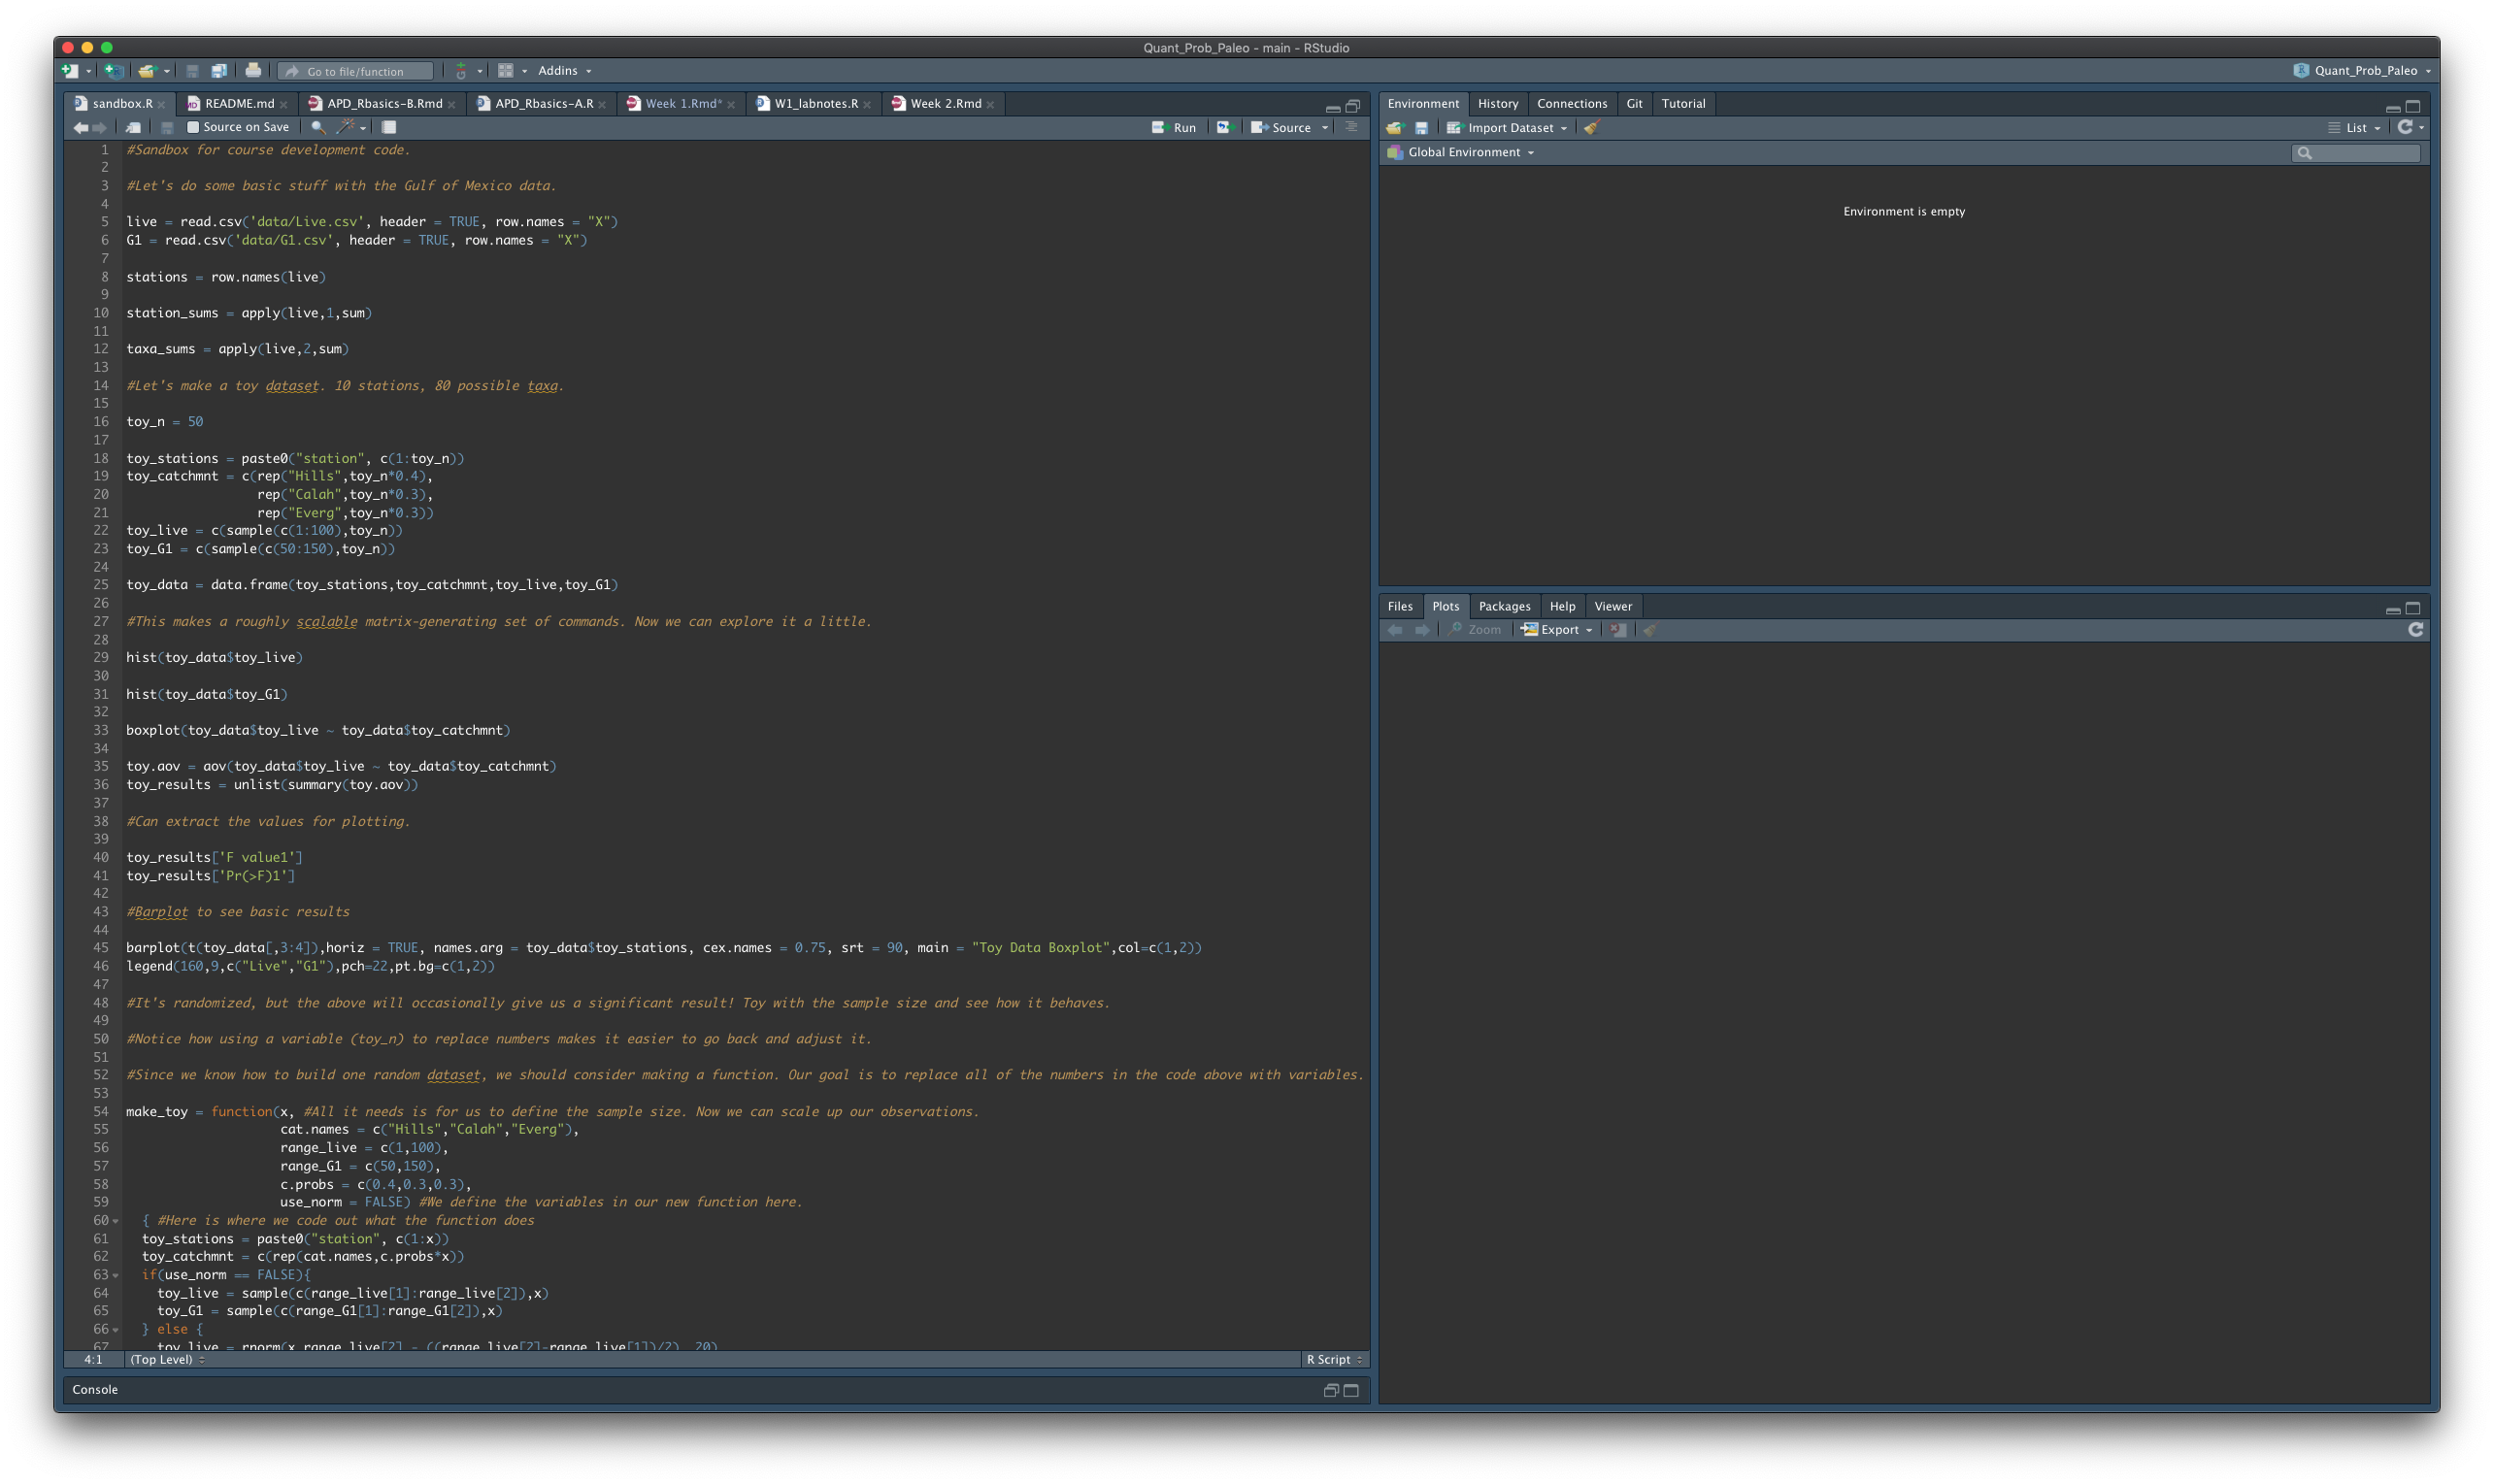 Quant_Prob_Paleo - main - RStudio
Go to file/function
Addins
Quant_Prob_Paleo
sandbox.R
README.md
APD_Rbasics-B.Rmd
APD_Rbasics-A.R
Week 1.Rmd*
W1_labnotes.R
Week 2.Rmd
Source on Save
Run
Source
1 #Sandbox for course development code.
2
3 #Let's do some basic stuff with the Gulf of Mexico data.
4
5 live = read.csv('data/Live.csv', header = TRUE, row.names = "X")
6 G1 = read.csv('data/G1.csv', header = TRUE, row.names = "X")
7
8 stations = row.names(live)
9
10 station_sums = apply(live,1,sum)
11
12 taxa_sums = apply(live,2,sum)
13
14 #Let's make a toy dataset. 10 stations, 80 possible taxa.
15
16 toy_n = 50
17
18 toy_stations = paste0("station", c(1:toy_n))
19 toy_catchmnt = c(rep("Hills",toy_n*0.4),
20 rep("Calah",toy_n*0.3),
21 rep("Everg",toy_n*0.3))
22 toy_live = c(sample(c(1:100),toy_n))
23 toy_G1 = c(sample(c(50:150),toy_n))
24
25 toy_data = data.frame(toy_stations,toy_catchmnt,toy_live,toy_G1)
26
27 #This makes a roughly scalable matrix-generating set of commands. Now we can explore it a little.
28
29 hist(toy_data$toy_live)
30
31 hist(toy_data$toy_G1)
32
33 boxplot(toy_data$toy_live ~ toy_data$toy_catchmnt)
34
35 toy.aov = aov(toy_data$toy_live ~ toy_data$toy_catchmnt)
36 toy_results = unlist(summary(toy.aov))
37
38 #Can extract the values for plotting.
39
40 toy_results['F value1']
41 toy_results['Pr(>F)1']
42
43 #Barplot to see basic results
44
45 barplot(t(toy_data[,3:4]),horiz = TRUE, names.arg = toy_data$toy_stations, cex.names = 0.75, srt = 90, main = "Toy Data Boxplot",col=c(1,2))
46 legend(160,9,c("Live","G1"),pch=22,pt.bg=c(1,2))
47
48 #It's randomized, but the above will occasionally give us a significant result! Toy with the sample size and see how it behaves.
49
50 #Notice how using a variable (toy_n) to replace numbers makes it easier to go back and adjust it.
51
52 #Since we know how to build one random dataset, we should consider making a function. Our goal is to replace all of the numbers in the code above with variables.
53
54 make_toy = function(x, #All it needs is for us to define the sample size. Now we can scale up our observations.
55 cat.names = c("Hills","Calah","Everg"),
56 range_live = c(1,100),
57 range_G1 = c(50,150),
58 c.probs = c(0.4,0.3,0.3),
59 use_norm = FALSE) #We define the variables in our new function here.
60 { #Here is where we code out what the function does
61 toy_stations = paste0("station", c(1:x))
62 toy_catchmnt = c(rep(cat.names,c.probs*x))
63 if(use_norm == FALSE){
64 toy_live = sample(c(range_live[1]:range_live[2]),x)
65 toy_G1 = sample(c(range_G1[1]:range_G1[2]),x)
66 } else {
67 toy_live = rnorm(x,range_live[2] - ((range_live[2]-range_live[1])/2), 20)
4:1
(Top Level)
R Script
Console
Environment
History
Connections
Git
Tutorial
Import Dataset
List
Global Environment
Environment is empty
Files
Plots
Packages
Help
Viewer
Zoom
Export